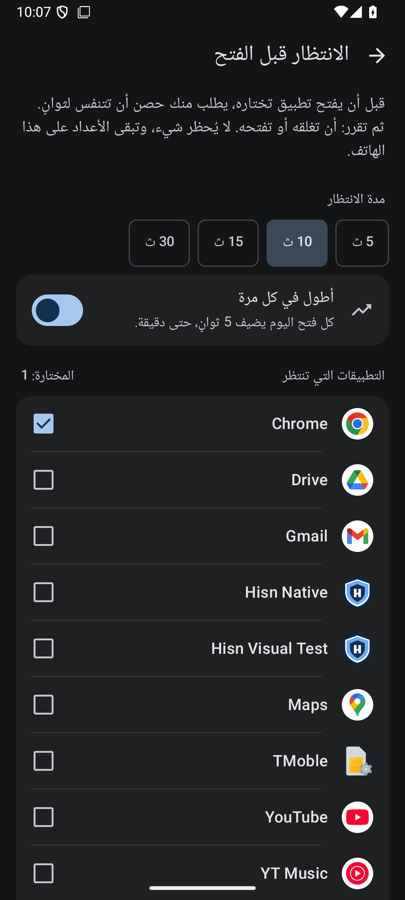 10:07
الانتظار قبل الفتح
قبل أن يفتح تطبيق تختاره، يطلب منك حصن أن تتنفس لثوانٍ.
ثم تقرر: أن تغلقه أو تفتحه. لا يُحظر شيء، وتبقى الأعداد على هذا
الهاتف.
مدة الانتظار
5 ث
10 ث
15 ث
30 ث
أطول في كل مرة
كل فتح اليوم يضيف 5 ثوانٍ، حتى دقيقة.
التطبيقات التي تنتظر
المختارة: 1
Chrome
Drive
Gmail
Hisn Native
Hisn Visual Test
Maps
TMoble
YouTube
YT Music